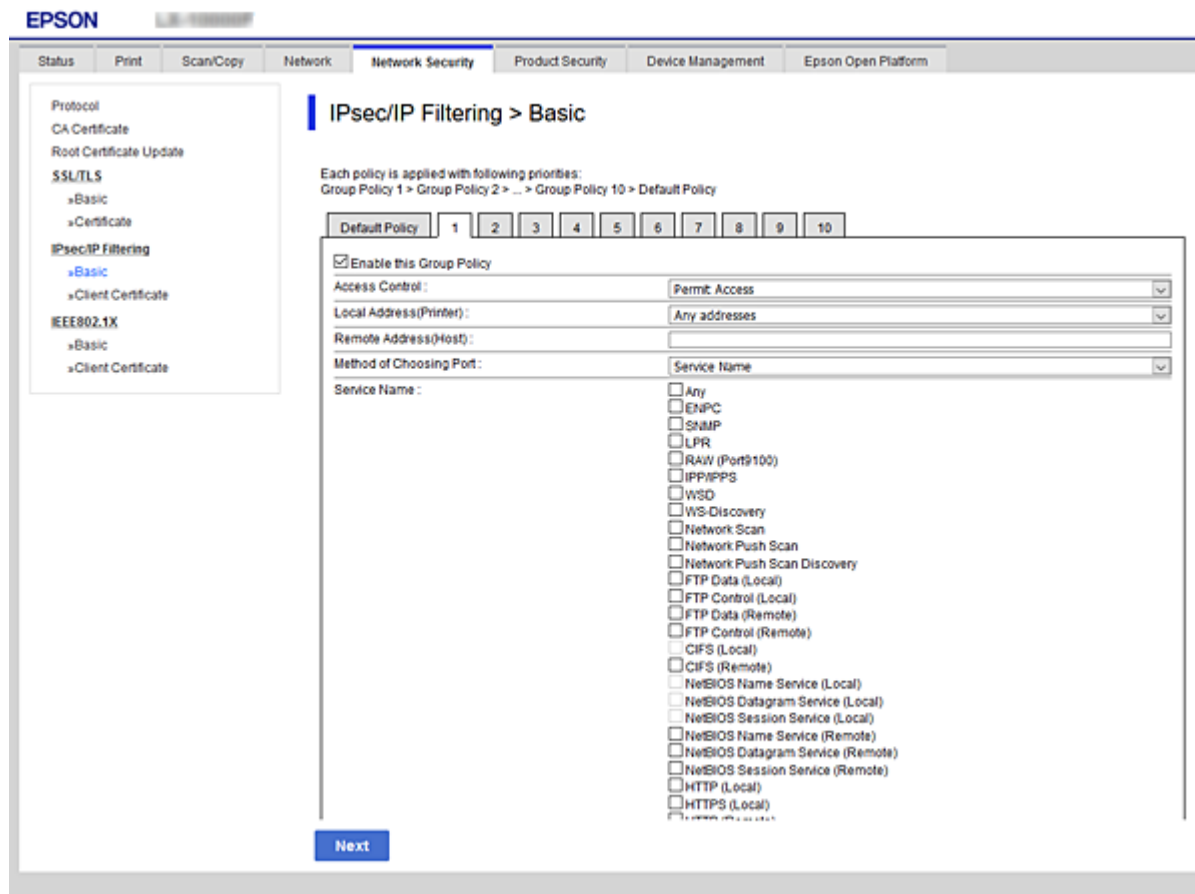 EPSON
Status Print Scan/Copy Network Network Security Product Security Device Management Epson Open Platform
Protocol
CA Certificate
Root Certificate Update
SSL/TLS
»Basic
»Certificate
IPsec/IP Filtering
»Basic
»Client Certificate
IEEE802.1X
»Basic
»Client Certificate
IPsec/IP Filtering > Basic
Each policy is applied with following priorities:
Group Policy 1 > Group Policy 2 > ... > Group Policy 10 > Default Policy
Default Policy 1 2 3 4 5 6 7 8 9 10
Enable this Group Policy
Access Control : Permit Access
Local Address(Printer) : Any addresses
Remote Address(Host) :
Method of Choosing Port : Service Name
Service Name : Any
ENPC
SNMP
LPR
RAW (Port9100)
IPP/IPPS
WSD
WS-Discovery
Network Scan
Network Push Scan
Network Push Scan Discovery
FTP Data (Local)
FTP Control (Local)
FTP Data (Remote)
FTP Control (Remote)
CIFS (Local)
CIFS (Remote)
NetBIOS Name Service (Local)
NetBIOS Datagram Service (Local)
NetBIOS Session Service (Local)
NetBIOS Name Service (Remote)
NetBIOS Datagram Service (Remote)
NetBIOS Session Service (Remote)
HTTP (Local)
HTTPS (Local)
Next